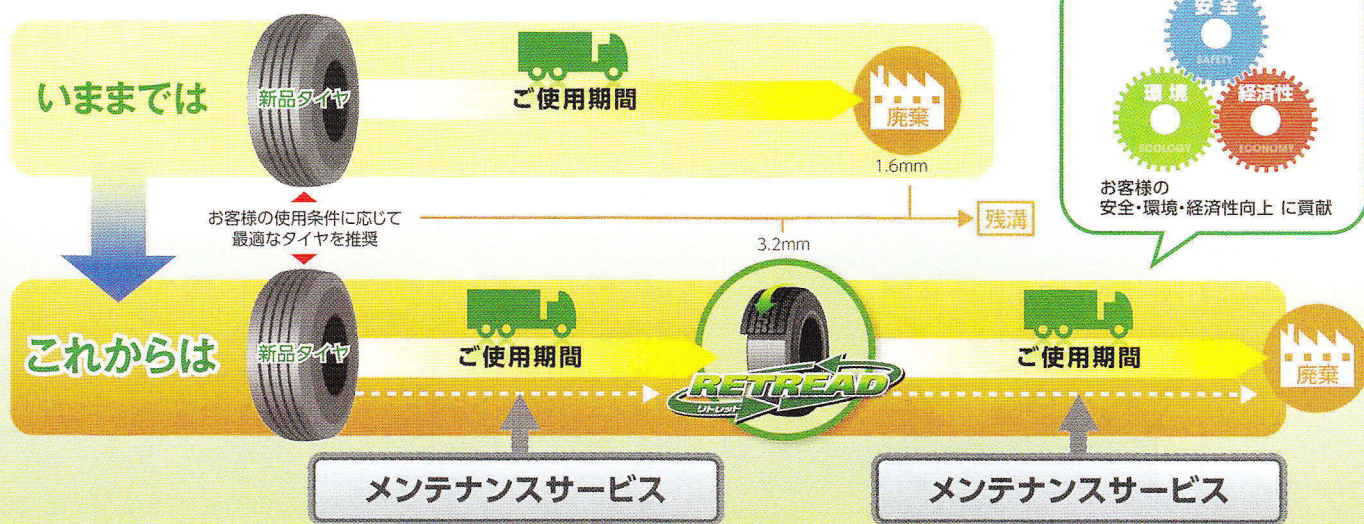 安全
SAFETY
環境
ECOLOGY
経済性
ECONOMY
お客様の
安全・環境・経済性向上 に貢献
いままでは
新品タイヤ
ご使用期間
廃棄
1.6mm
お客様の使用条件に応じて
最適なタイヤを推奨
3.2mm
残溝
これからは
新品タイヤ
ご使用期間
RETREAD
リトレッド
ご使用期間
廃棄
メンテナンスサービス
メンテナンスサービス